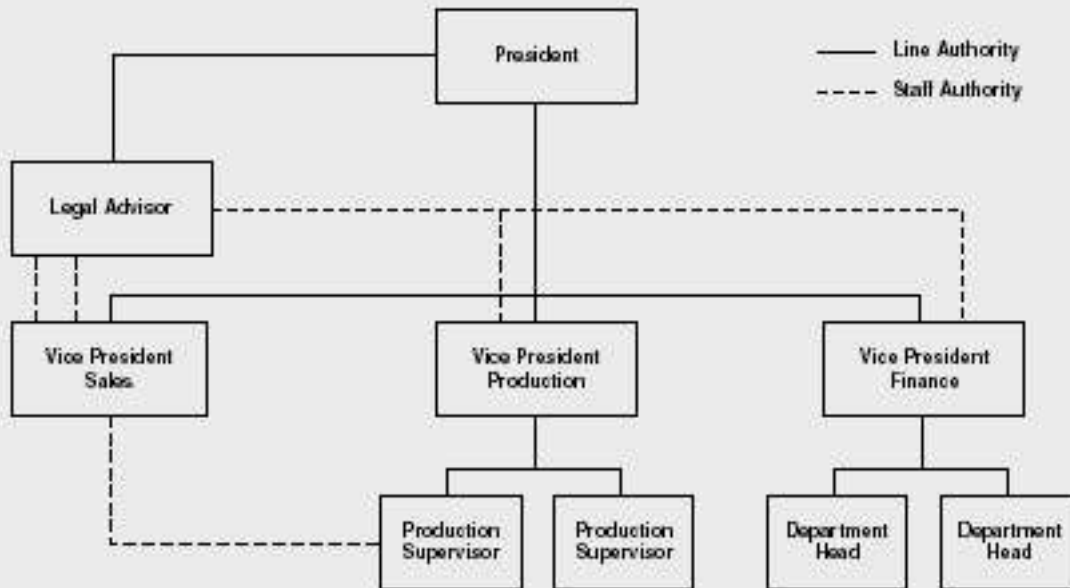 President
Line Authority
Staff Authority
Legal Advisor
Vice President
Sales
Vice President
Production
Vice President
Finance
Production
Supervisor
Production
Supervisor
Department
Head
Department
Head